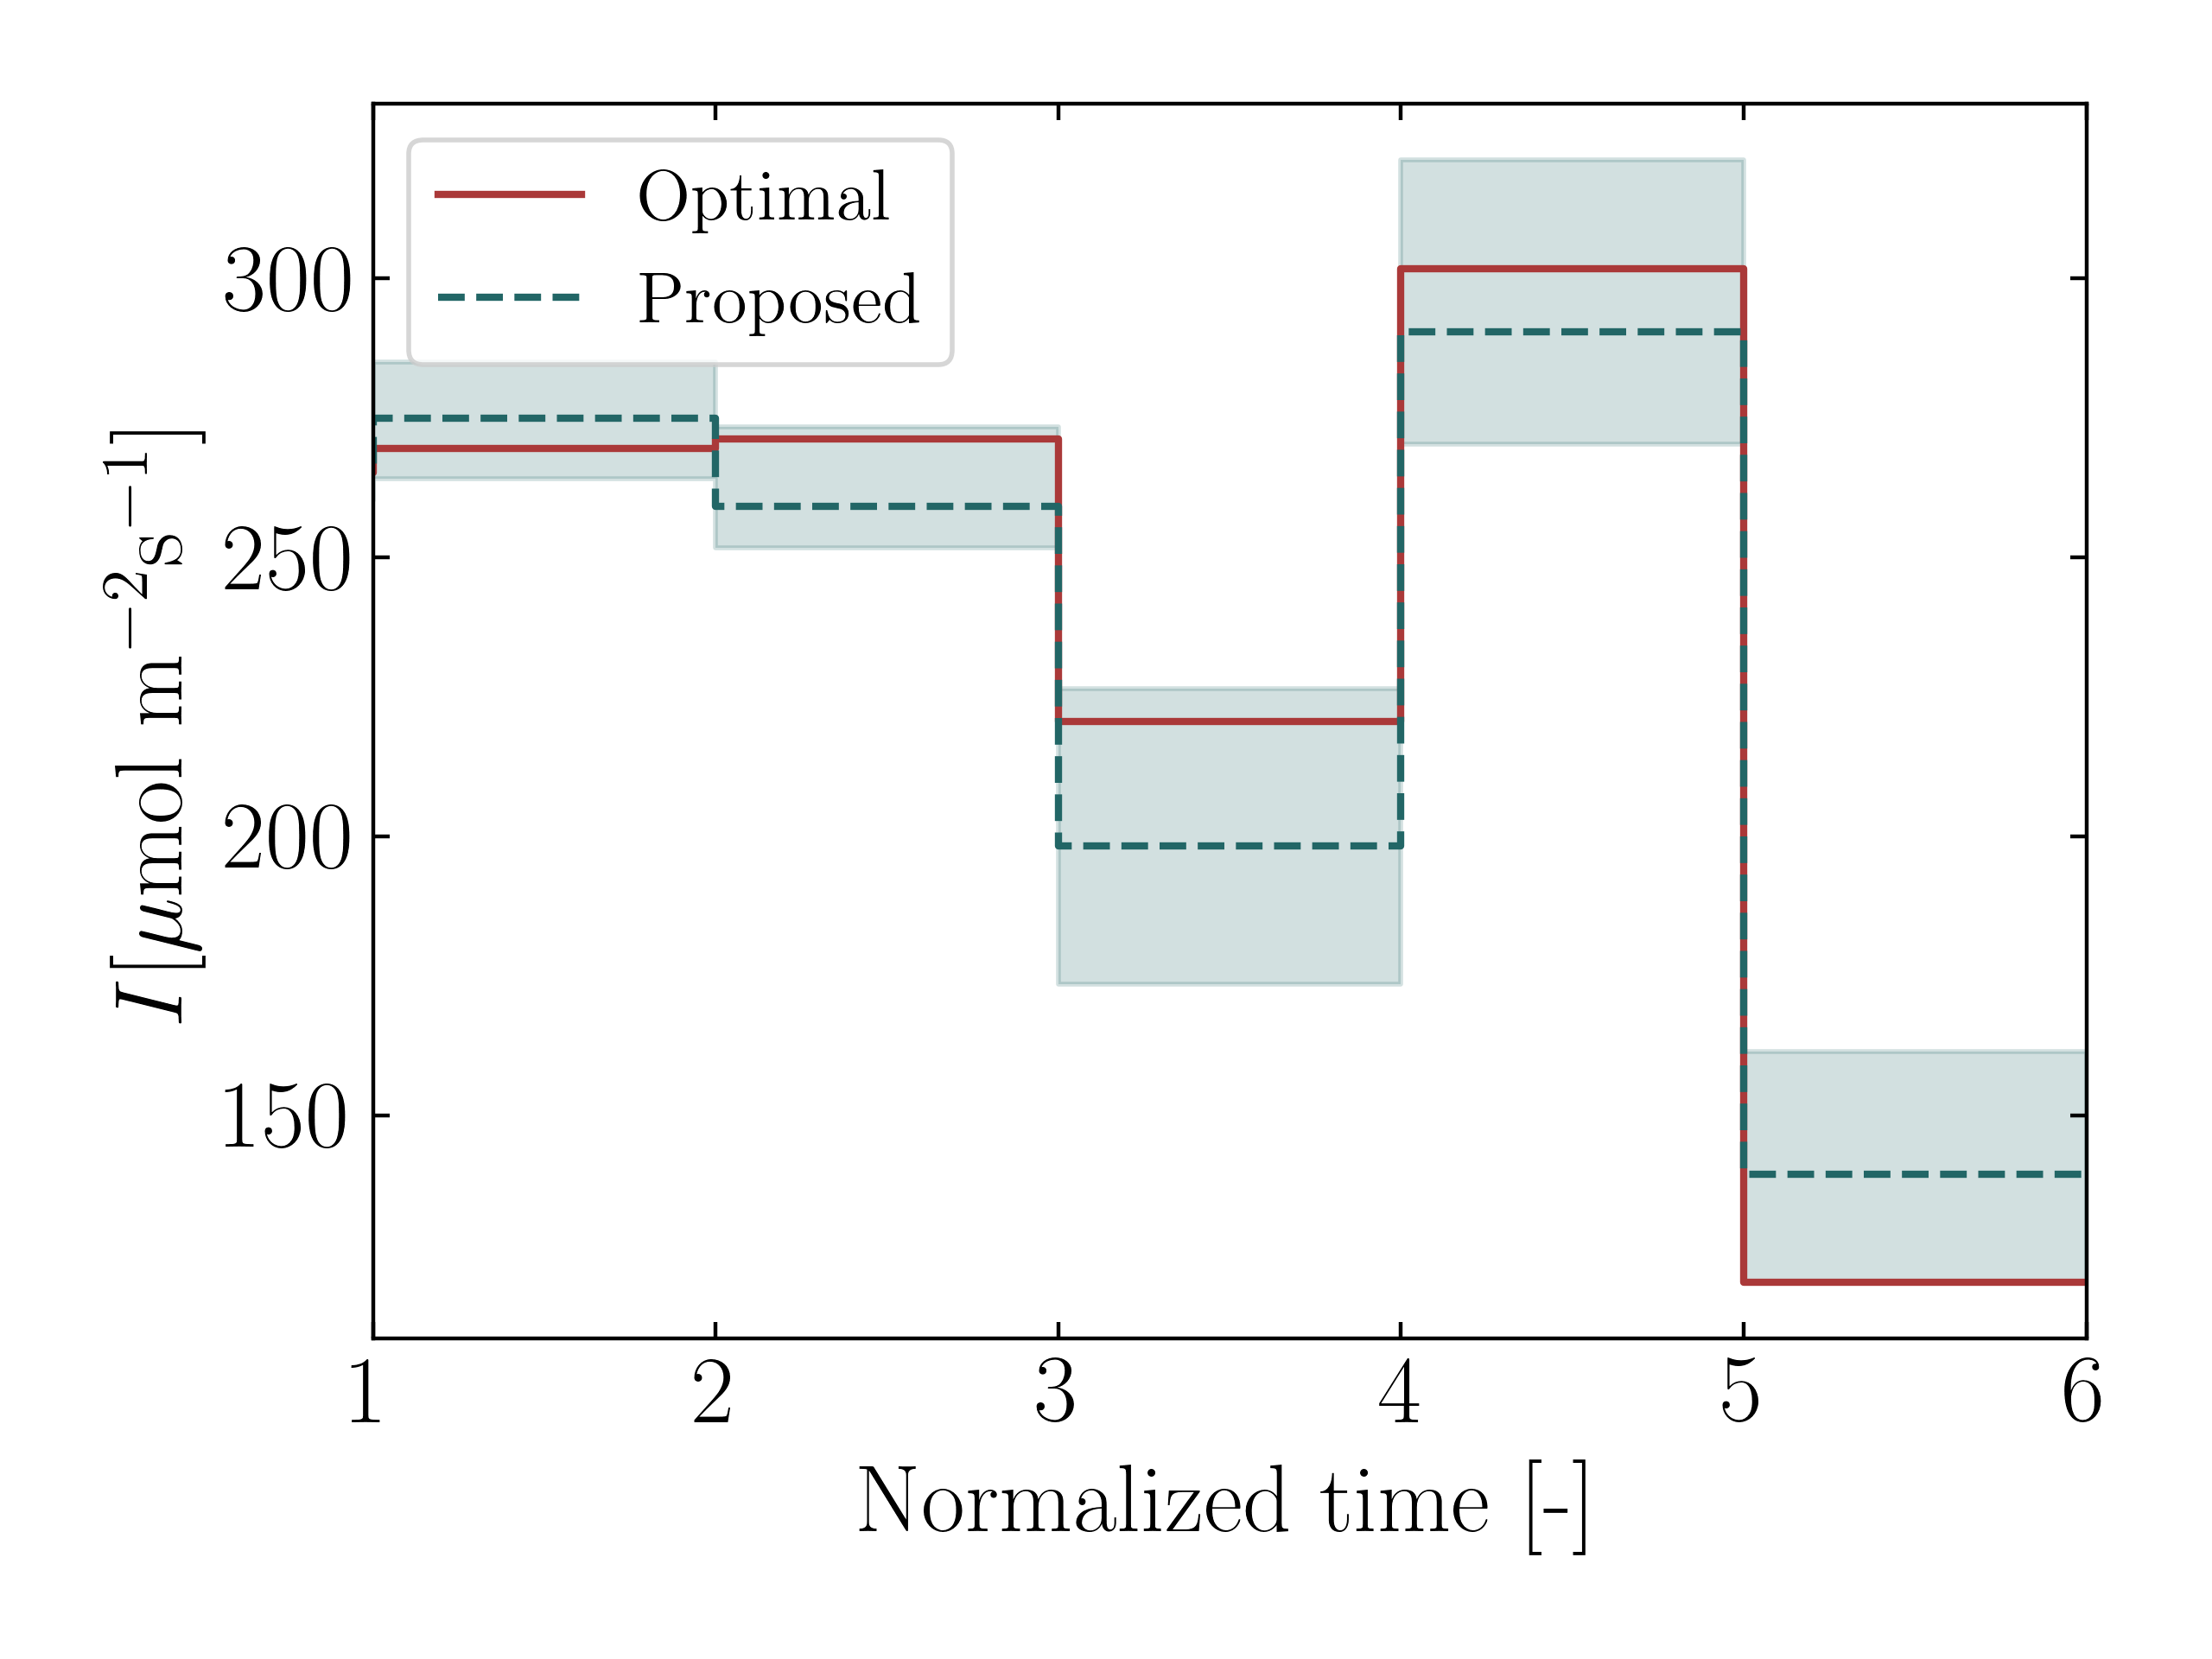 Optimal
Proposed
300
250
200
150
I[μmol m⁻²s⁻¹]
1 2 3 4 5 6
Normalized time [-]